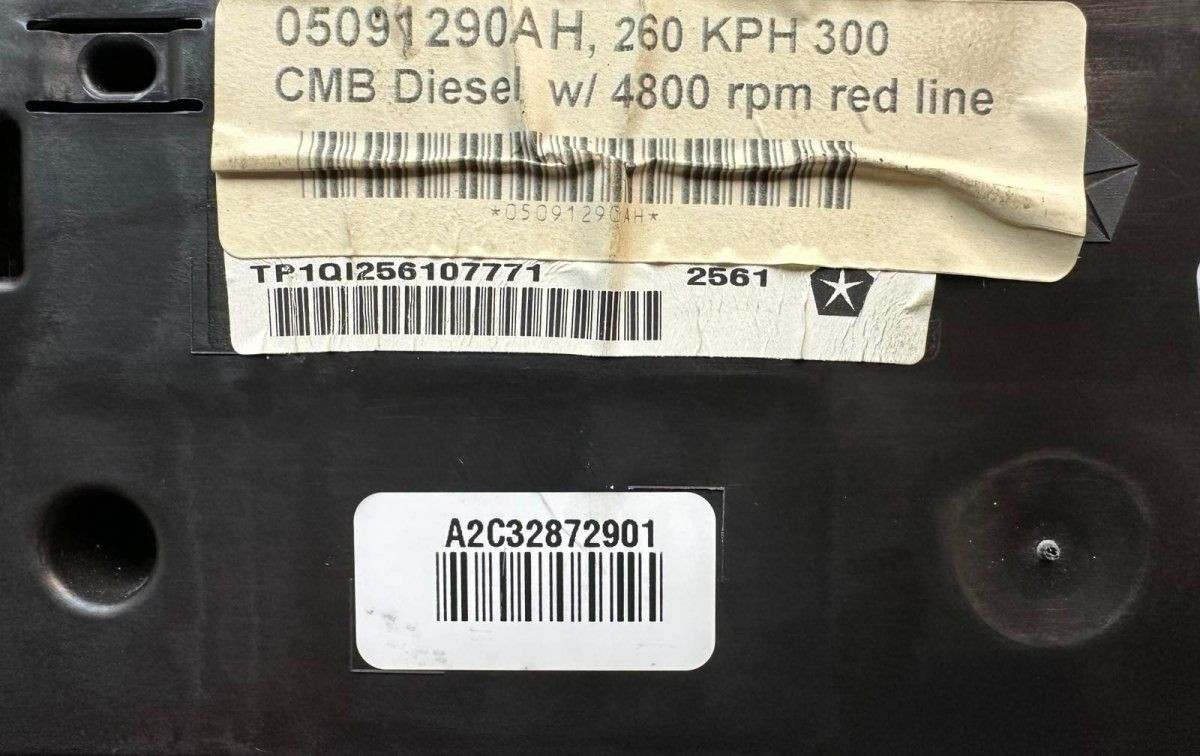 05091290AH, 260 KPH 300
CMB Diesel w/ 4800 rpm red line
*05091290AH*
TP1QI256107771 2561
A2C32872901